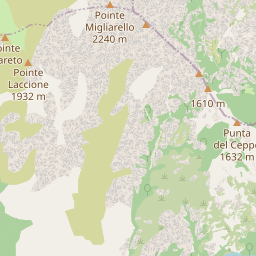 Pointe
Migliarello
2240 m
ointe
areto
Pointe
Laccione
1932 m
1610 m
Punta
del Ceppo
1632 m